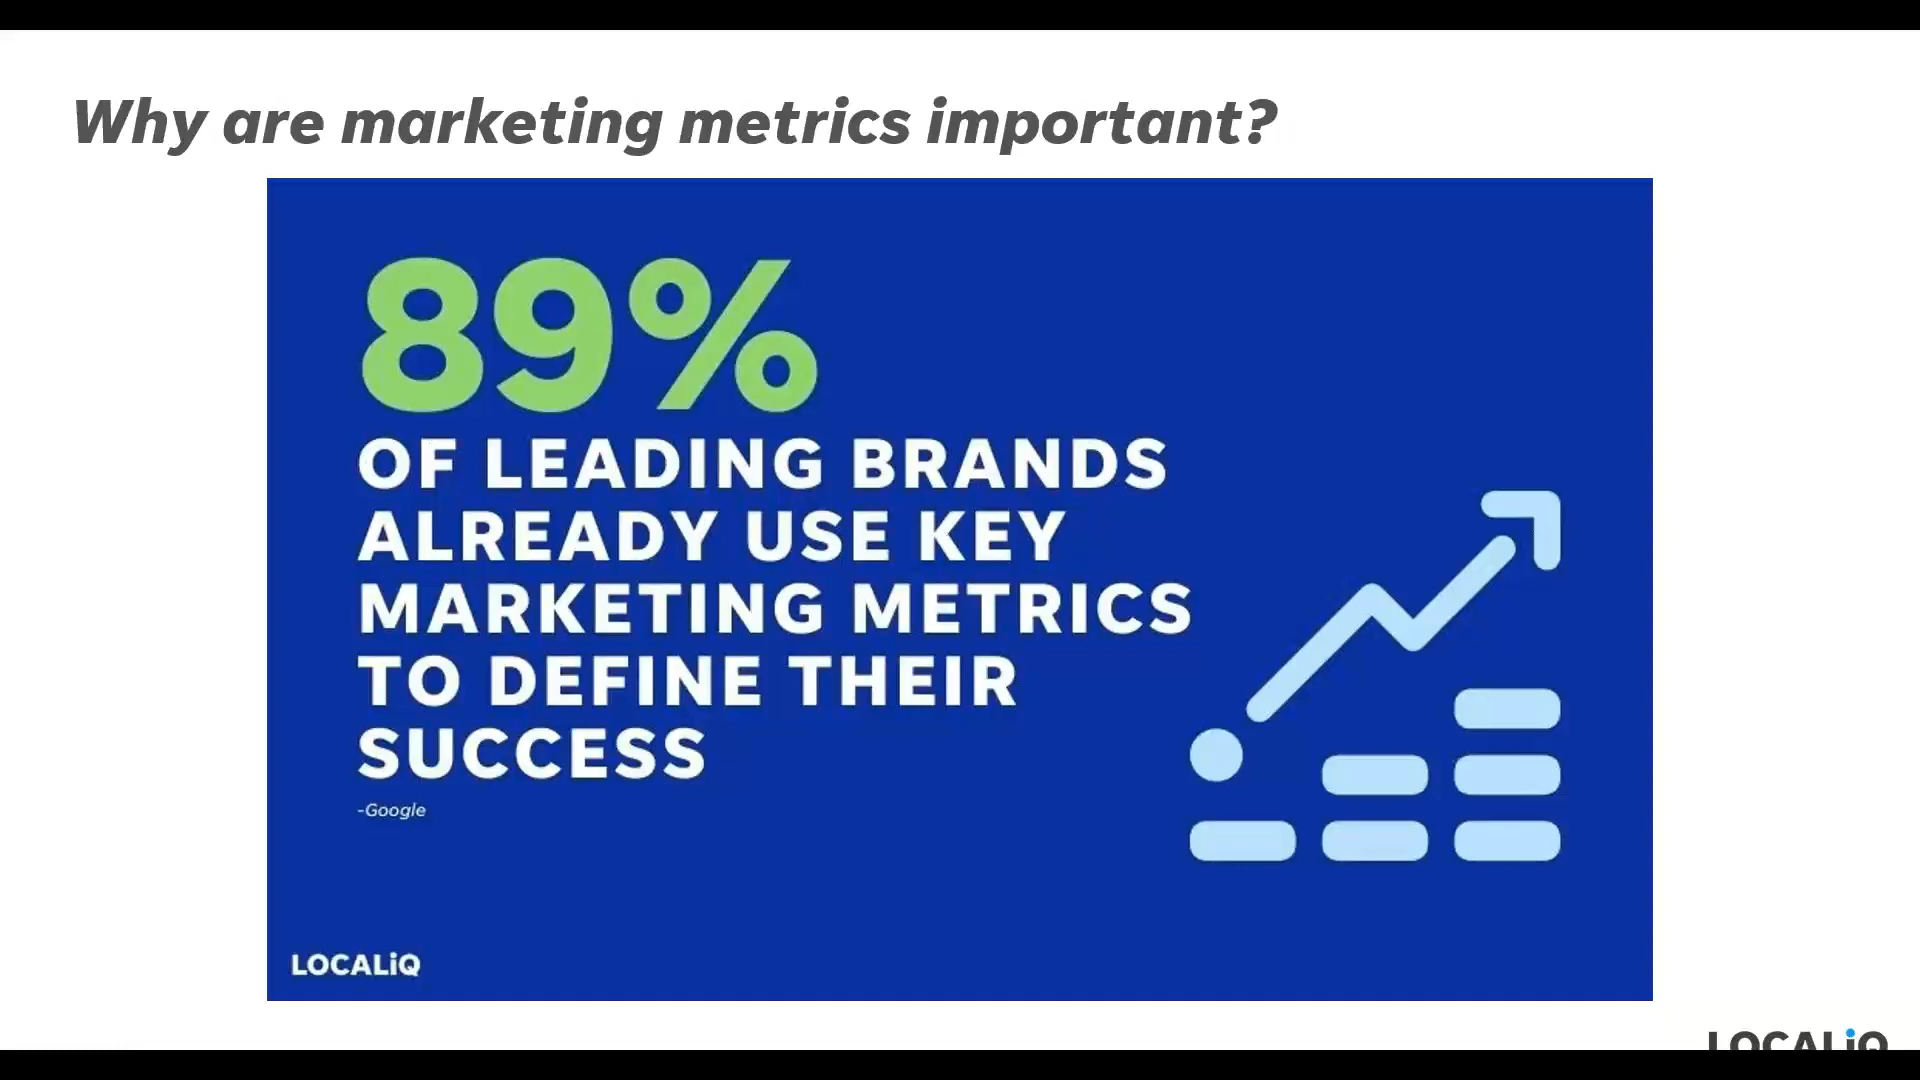 Why are marketing metrics important?
89%
OF LEADING BRANDS
ALREADY USE KEY
MARKETING METRICS
TO DEFINE THEIR
SUCCESS
-Google
LOCALiQ
LOCALiQ